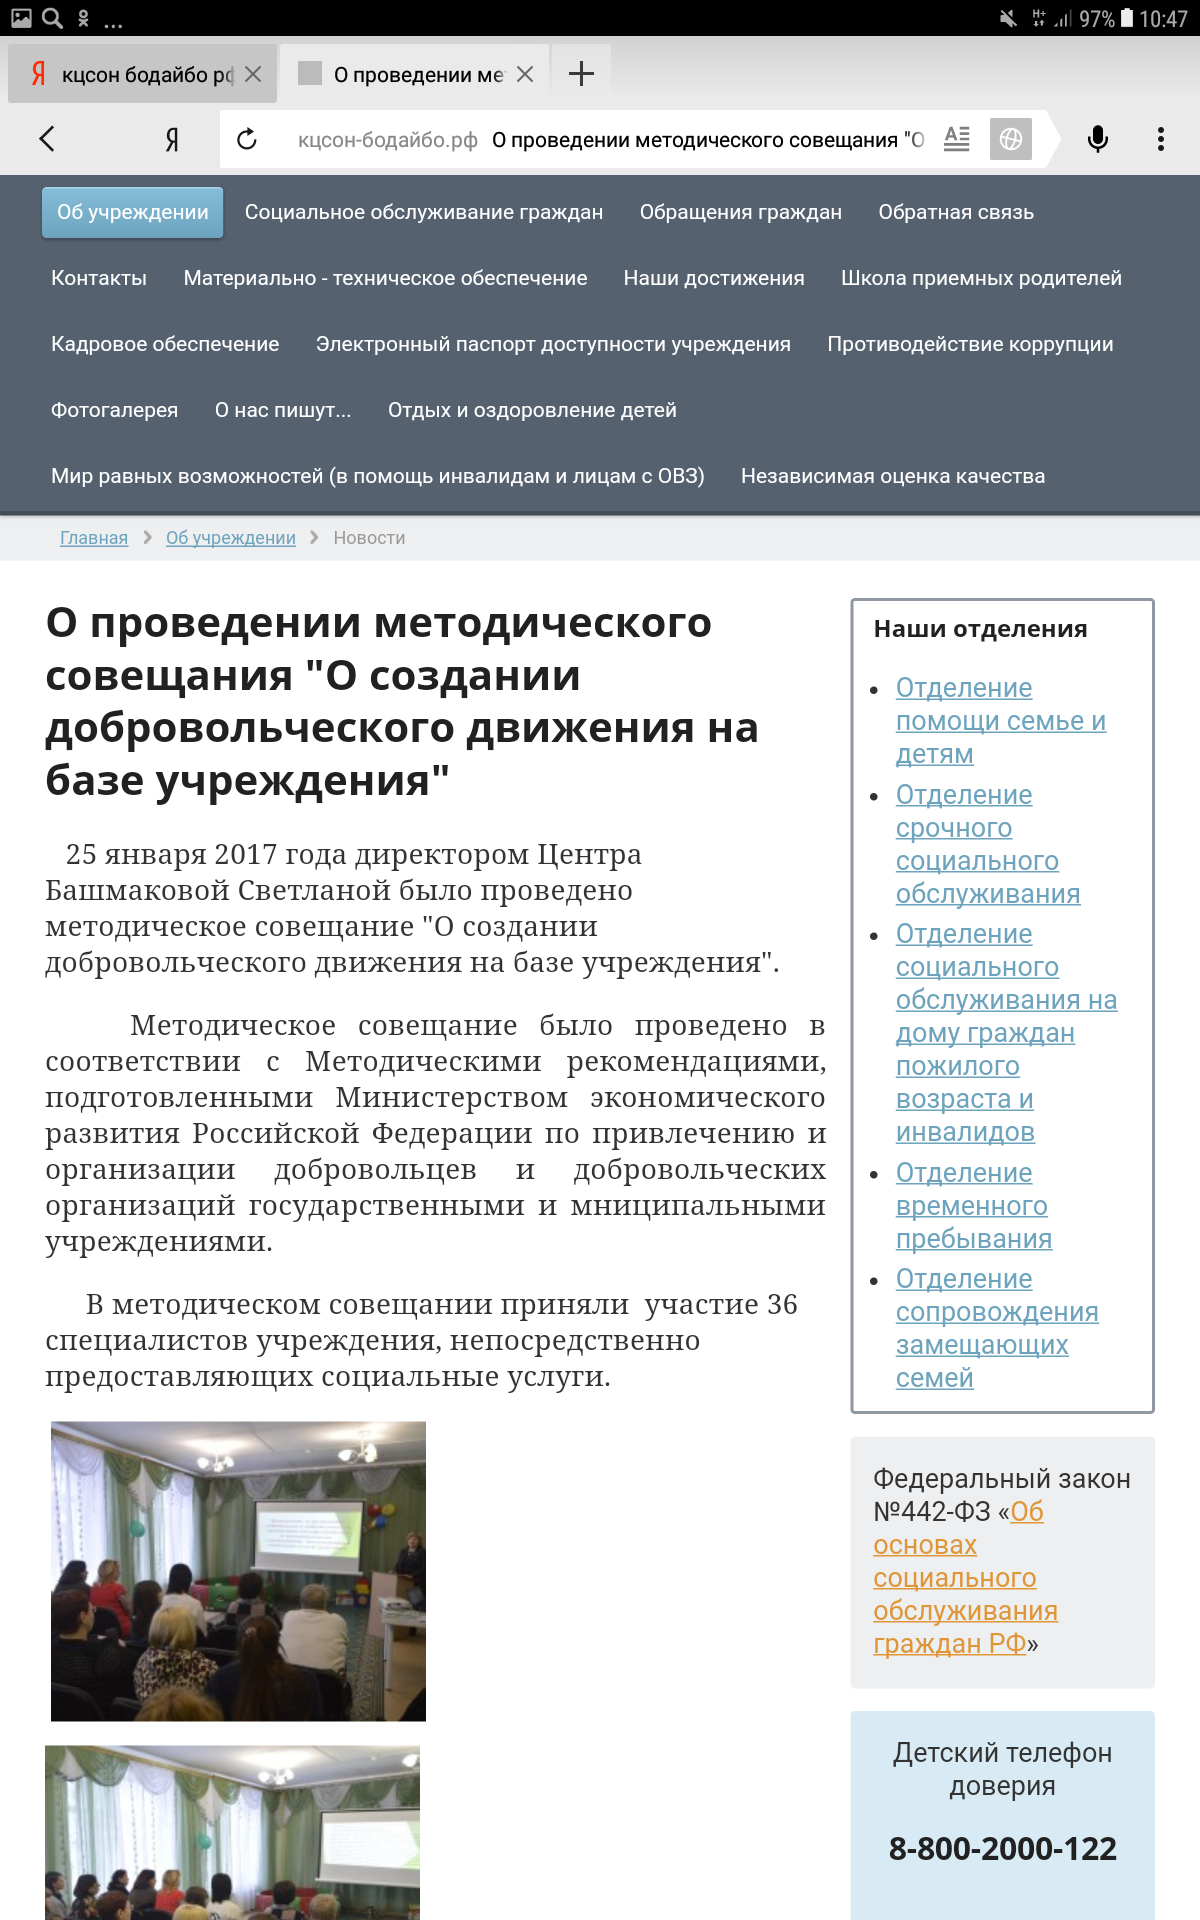 97% 10:47
Я кцсон бодайбо рф
О проведении ме
Я
кцсон-бодайбо.рф О проведении методического совещания "О
Об учреждении Социальное обслуживание граждан Обращения граждан Обратная связь
Контакты Материально - техническое обеспечение Наши достижения Школа приемных родителей
Кадровое обеспечение Электронный паспорт доступности учреждения Противодействие коррупции
Фотогалерея О нас пишут... Отдых и оздоровление детей
Мир равных возможностей (в помощь инвалидам и лицам с ОВЗ) Независимая оценка качества
Главная Об учреждении Новости
О проведении методического
совещания "О создании
добровольческого движения на
базе учреждения"
25 января 2017 года директором Центра
Башмаковой Светланой было проведено
методическое совещание "О создании
добровольческого движения на базе учреждения".
Методическое совещание было проведено в
соответствии с Методическими рекомендациями,
подготовленными Министерством экономического
развития Российской Федерации по привлечению и
организации добровольцев и добровольческих
организаций государственными и мниципальными
учреждениями.
В методическом совещании приняли участие 36
специалистов учреждения, непосредственно
предоставляющих социальные услуги.
Наши отделения
Отделение
помощи семье и
детям
Отделение
срочного
социального
обслуживания
Отделение
социального
обслуживания на
дому граждан
пожилого
возраста и
инвалидов
Отделение
временного
пребывания
Отделение
сопровождения
замещающих
семей
Федеральный закон
№442-ФЗ «Об
основах
социального
обслуживания
граждан РФ»
Детский телефон
доверия
8-800-2000-122